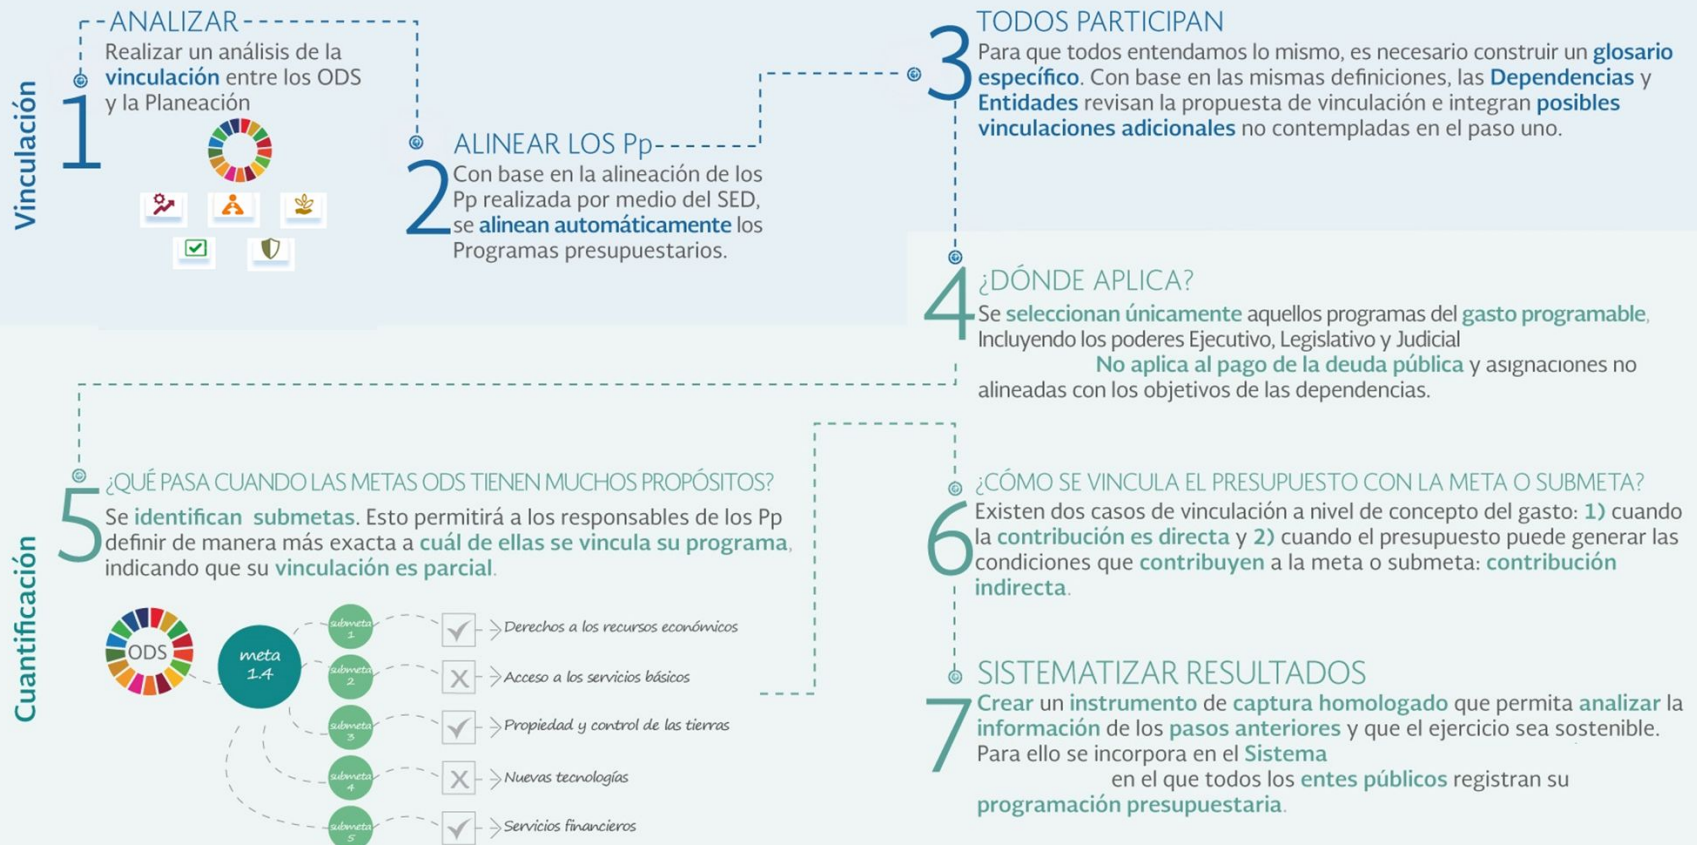 Vinculación
1
ANALIZAR
Realizar un análisis de la
vinculación entre los ODS
y la Planeación
2
ALINEAR LOS Pp
Con base en la alineación de los
Pp realizada por medio del SED,
se alinean automáticamente los
Programas presupuestarios.
3
TODOS PARTICIPAN
Para que todos entendamos lo mismo, es necesario construir un glosario
específico. Con base en las mismas definiciones, las Dependencias y
Entidades revisan la propuesta de vinculación e integran posibles
vinculaciones adicionales no contempladas en el paso uno.
Cuantificación
4
¿DÓNDE APLICA?
Se seleccionan únicamente aquellos programas del gasto programable,
Incluyendo los poderes Ejecutivo, Legislativo y Judicial
No aplica al pago de la deuda pública y asignaciones no
alineadas con los objetivos de las dependencias.
5
¿QUÉ PASA CUANDO LAS METAS ODS TIENEN MUCHOS PROPÓSITOS?
Se identifican submetas. Esto permitirá a los responsables de los Pp
definir de manera más exacta a cuál de ellas se vincula su programa,
indicando que su vinculación es parcial.
ODS
meta
1.4
submeta
1
Derechos a los recursos económicos
submeta
2
Acceso a los servicios básicos
submeta
3
Propiedad y control de las tierras
submeta
4
Nuevas tecnologías
submeta
5
Servicios financieros
6
¿CÓMO SE VINCULA EL PRESUPUESTO CON LA META O SUBMETA?
Existen dos casos de vinculación a nivel de concepto del gasto: 1) cuando
la contribución es directa y 2) cuando el presupuesto puede generar las
condiciones que contribuyen a la meta o submeta: contribución
indirecta.
7
SISTEMATIZAR RESULTADOS
Crear un instrumento de captura homologado que permita analizar la
información de los pasos anteriores y que el ejercicio sea sostenible.
Para ello se incorpora en el Sistema
en el que todos los entes públicos registran su
programación presupuestaria.